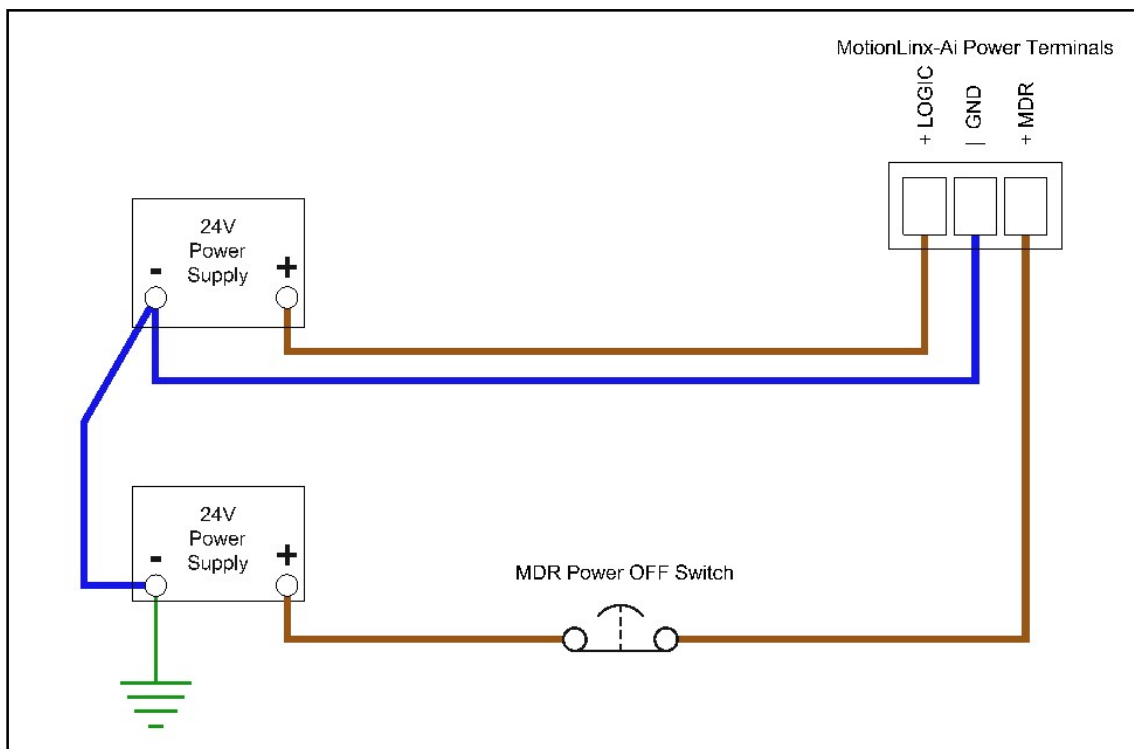 MotionLinx-Ai Power Terminals
+ LOGIC
| GND
+ MDR
24V
Power
Supply
- +
24V
Power
Supply
- +
MDR Power OFF Switch